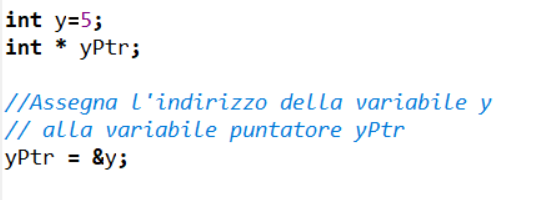 int y=5;
int * yPtr;
//Assegna l'indirizzo della variabile y
// alla variabile puntatore yPtr
yPtr = &y;